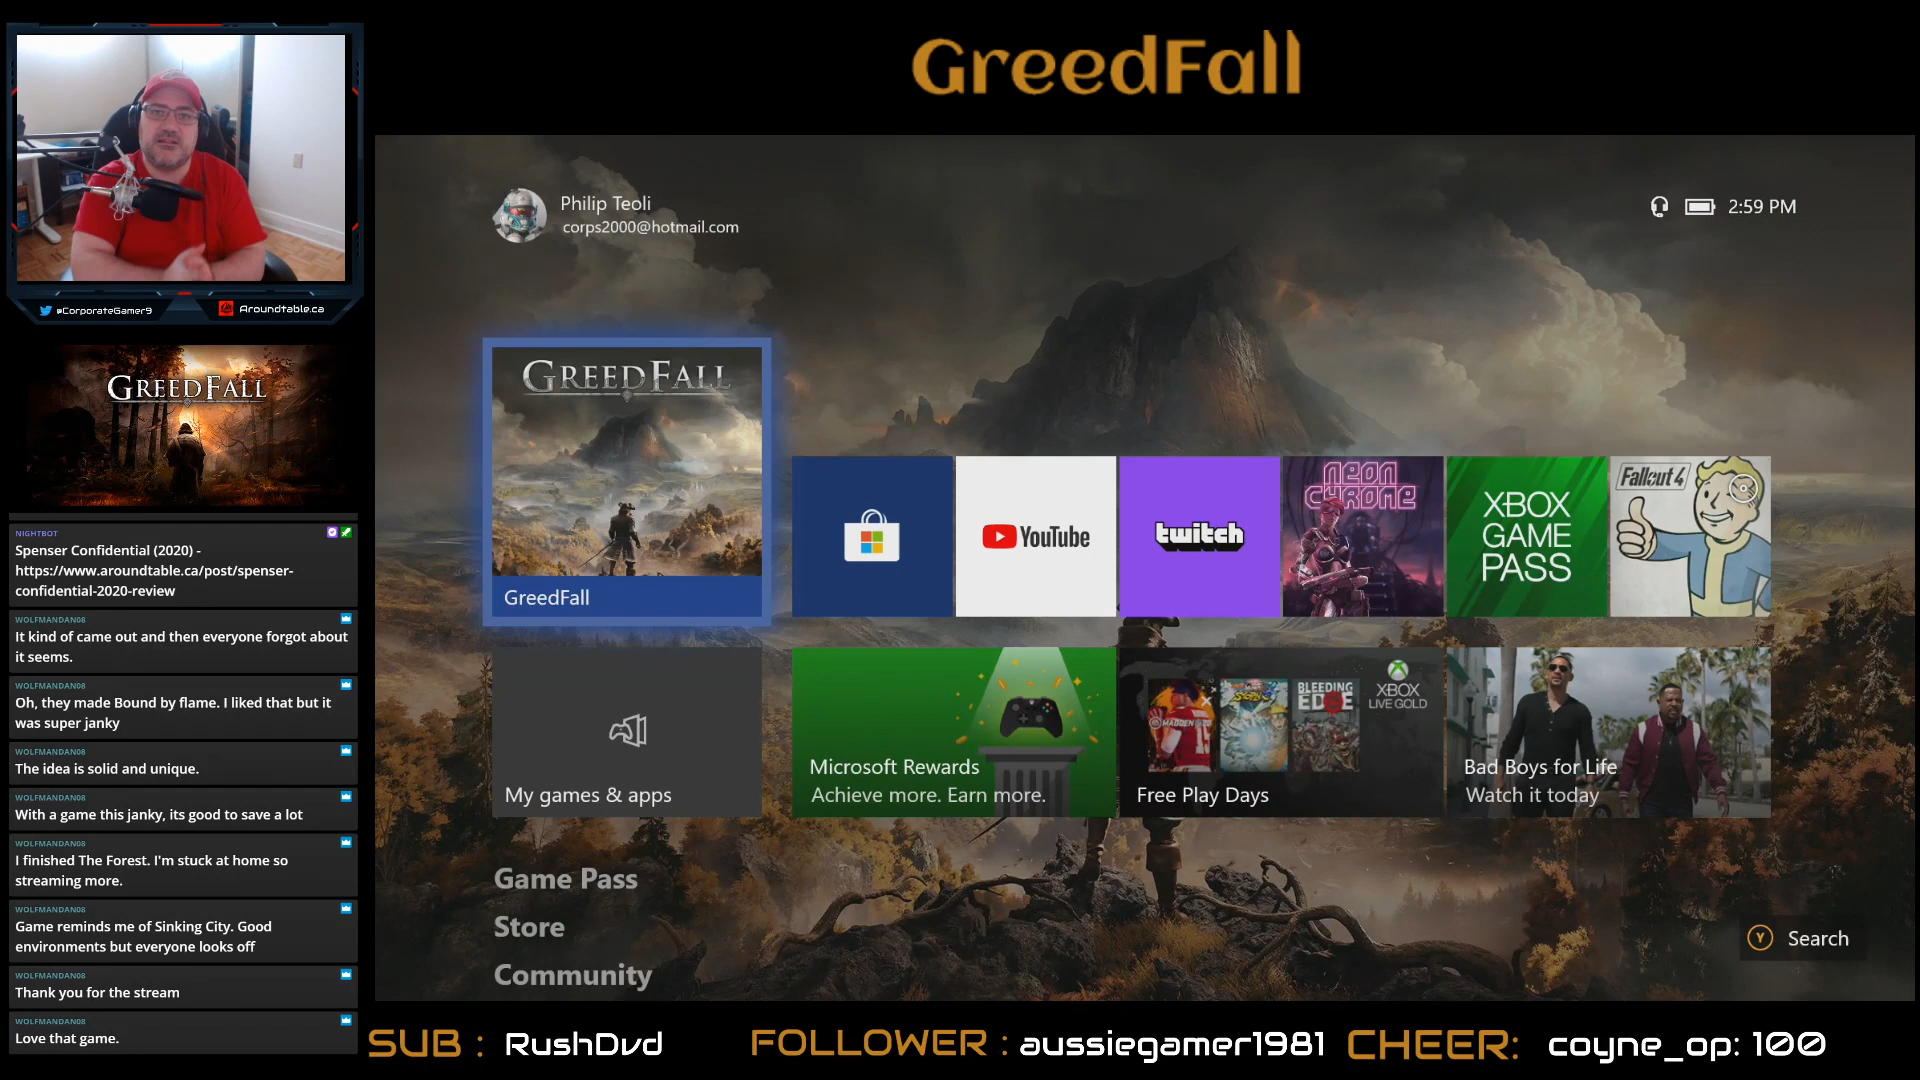 GreedFall
@CorporateGamer9
Aroundtable.ca
GREEDFALL
NIGHTBOT
Spenser Confidential (2020) -
https://www.aroundtable.ca/post/spenser-
confidential-2020-review
WOLFMANDAN08
It kind of came out and then everyone forgot about
it seems.
WOLFMANDAN08
Oh, they made Bound by flame. I liked that but it
was super janky
WOLFMANDAN08
The idea is solid and unique.
WOLFMANDAN08
With a game this janky, its good to save a lot
WOLFMANDAN08
I finished The Forest. I'm stuck at home so
streaming more.
WOLFMANDAN08
Game reminds me of Sinking City. Good
environments but everyone looks off
WOLFMANDAN08
Thank you for the stream
WOLFMANDAN08
Love that game.
Philip Teoli
corps2000@hotmail.com
2:59 PM
GREEDFALL
GreedFall
YouTube
twitch
NEON
CHROME
XBOX
GAME
PASS
Fallout 4
My games & apps
Microsoft Rewards
Achieve more. Earn more.
MADDEN 20
BLEEDING
EDGE
XBOX
LIVE GOLD
Free Play Days
Bad Boys for Life
Watch it today
Game Pass
Store
Community
Y Search
SUB : RushDvd
FOLLOWER : aussiegamer1981
CHEER: coyne_op: 100